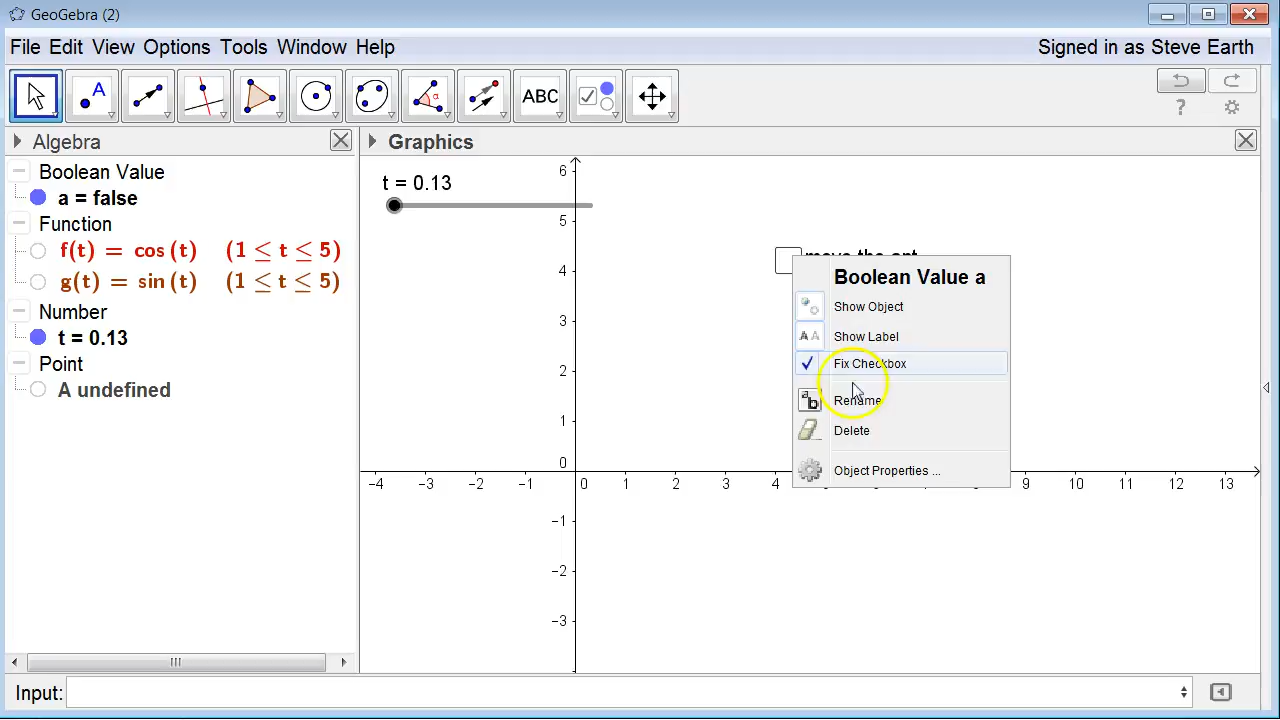 GeoGebra (2)
File Edit View Options Tools Window Help
Signed in as Steve Earth
A
α
ABC
?
Algebra
Graphics
Boolean Value
a = false
Function
f(t) = cos (t) (1 ≤ t ≤ 5)
g(t) = sin (t) (1 ≤ t ≤ 5)
Number
t = 0.13
Point
A undefined
t = 0.13
6
5
4
3
2
1
0
−1
−2
−3
−4 −3 −2 −1 0 1 2 3 4 9 10 11 12 13
move the
Boolean Value a
Show Object
Show Label
Fix Checkbox
Rename
Delete
Object Properties ...
Input: